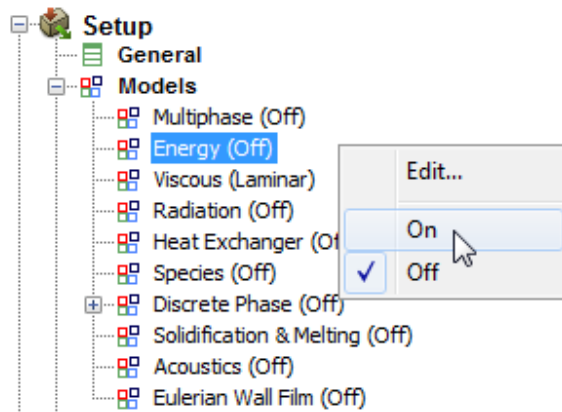 Setup
General
Models
Multiphase (Off)
Energy (Off)
Edit...
Viscous (Laminar)
Radiation (Off)
On
Heat Exchanger (Of
Species (Off)
Off
Discrete Phase (Off)
Solidification & Melting (Off)
Acoustics (Off)
Eulerian Wall Film (Off)